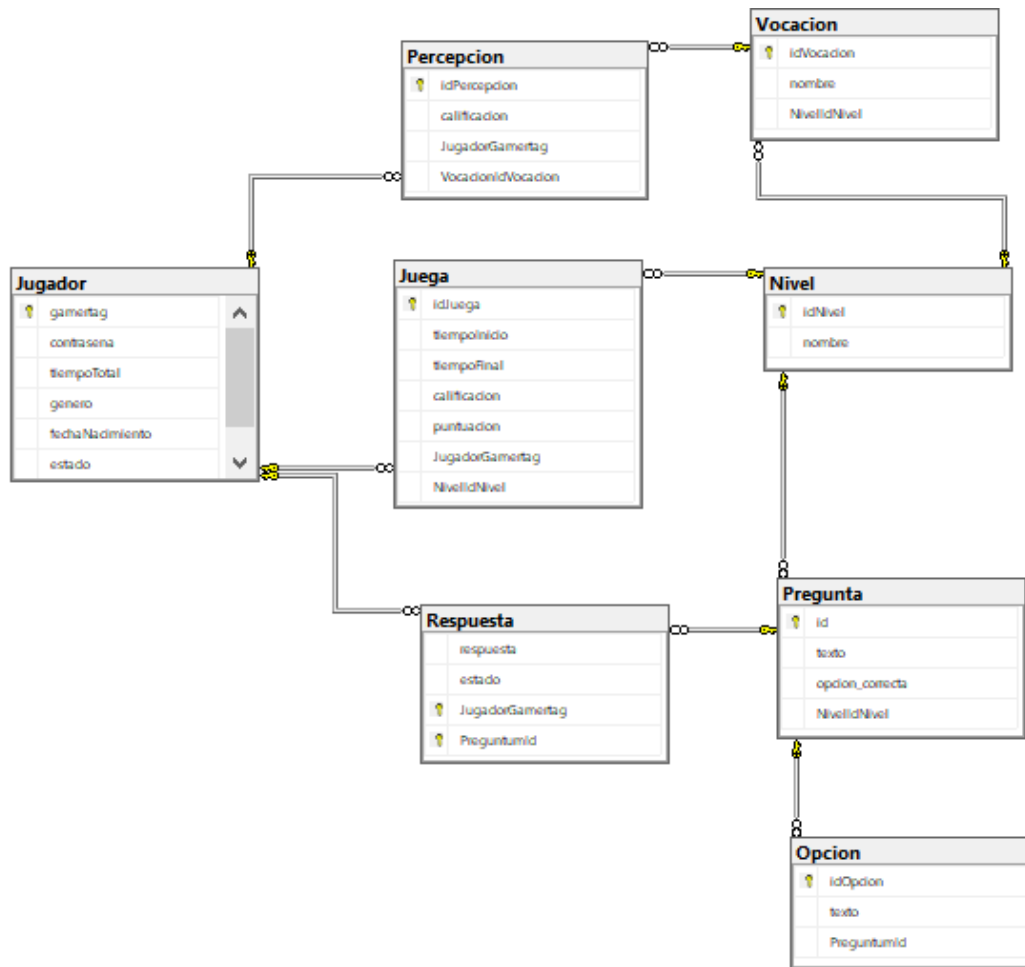 Vocacion
idVocacion
nombre
NivelIdNivel
Percepcion
idPercepcion
calificacion
JugadorGamertag
VocacionIdVocacion
Jugador
gamertag
contrasena
tiempoTotal
genero
fechaNacimiento
estado
Juega
idJuega
tiempoInicio
tiempoFinal
calificacion
puntuacion
JugadorGamertag
NivelIdNivel
Nivel
idNivel
nombre
Respuesta
respuesta
estado
JugadorGamertag
PreguntumId
Pregunta
id
texto
opcion_correcta
NivelIdNivel
Opcion
idOpcion
texto
PreguntumId